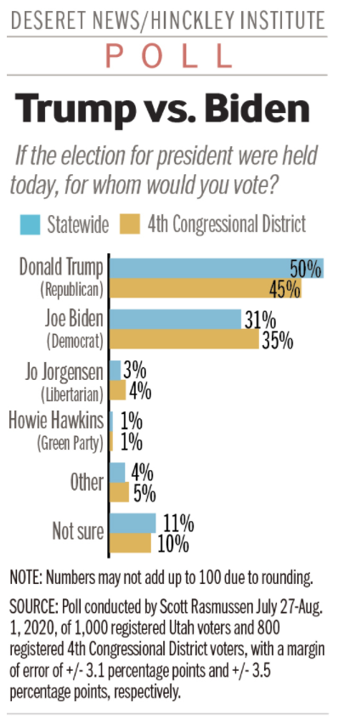 DESERET NEWS/HINCKLEY INSTITUTE
POLL
Trump vs. Biden
If the election for president were held
today, for whom would you vote?
Statewide 4th Congressional District
Donald Trump 50%
(Republican) 45%
Joe Biden 31%
(Democrat) 35%
Jo Jorgensen 3%
(Libertarian) 4%
Howie Hawkins 1%
(Green Party) 1%
Other 4%
5%
Not sure 11%
10%
NOTE: Numbers may not add up to 100 due to rounding.
SOURCE: Poll conducted by Scott Rasmussen July 27-Aug.
1, 2020, of 1,000 registered Utah voters and 800
registered 4th Congressional District voters, with a margin
of error of +/- 3.1 percentage points and +/- 3.5
percentage points, respectively.